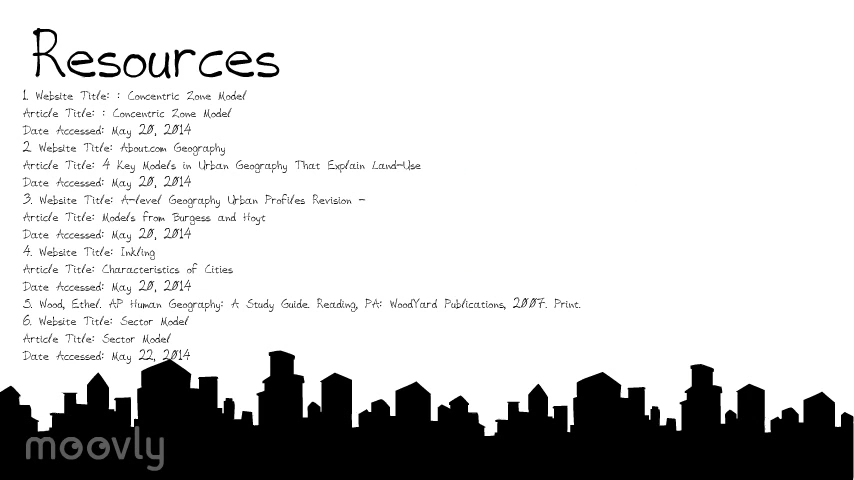 Resources
1. Website Title: : Concentric Zone Model
Article Title: : Concentric Zone Model
Date Accessed: May 20, 2014
2. Website Title: About.com Geography
Article Title: 4 Key Models in Urban Geography That Explain Land-Use
Date Accessed: May 20, 2014
3. Website Title: A-level Geography Urban Profiles Revision -
Article Title: Models from Burgess and Hoyt
Date Accessed: May 20, 2014
4. Website Title: Inkling
Article Title: Characteristics of Cities
Date Accessed: May 20, 2014
5. Wood, Ethel. AP Human Geography: A Study Guide. Reading, PA: WoodYard Publications, 2007. Print.
6. Website Title: Sector Model
Article Title: Sector Model
Date Accessed: May 22, 2014
moovly